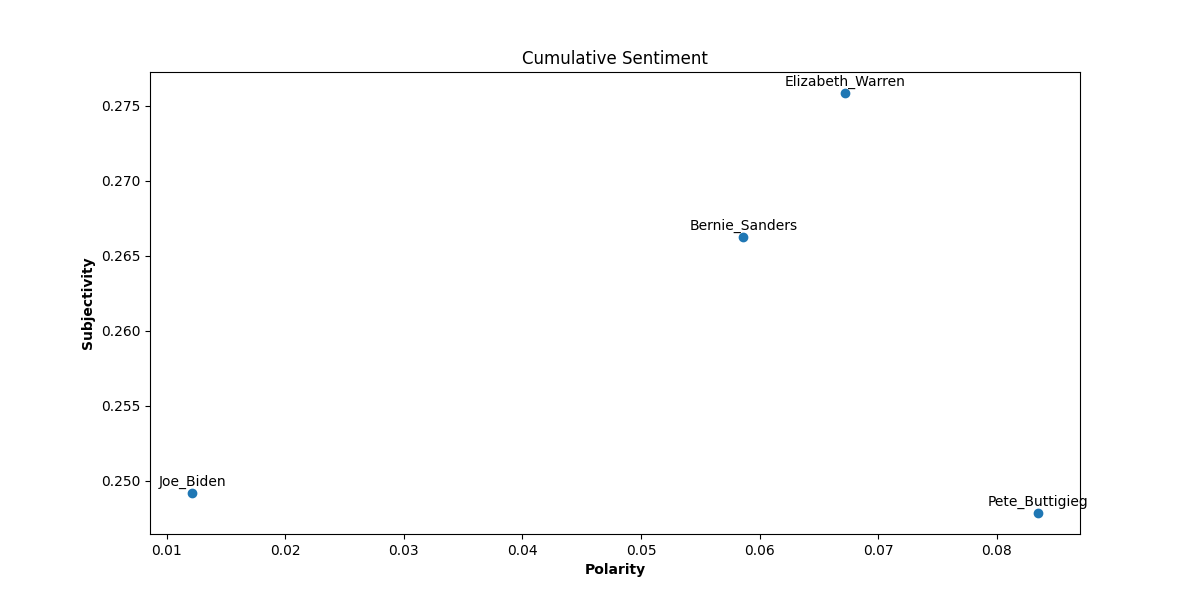 Cumulative Sentiment
Elizabeth_Warren
0.275
0.270
Bernie_Sanders
0.265
Subjectivity
0.260
0.255
Joe_Biden
0.250
Pete_Buttigieg
0.01 0.02 0.03 0.04 0.05 0.06 0.07 0.08
Polarity